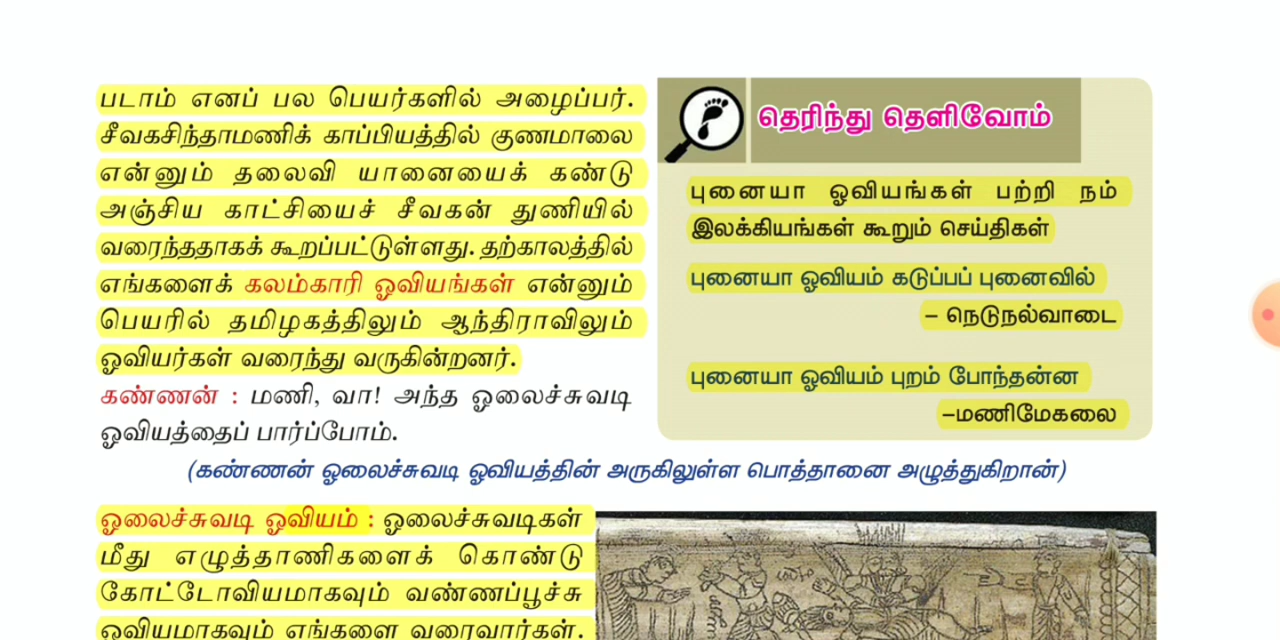 படாம் எனப் பல பெயர்களில் அழைப்பர்.
சீவகசிந்தாமணிக் காப்பியத்தில் குணமாலை
என்னும் தலைவி யானையைக் கண்டு
அஞ்சிய காட்சியைச் சீவகன் துணியில்
வரைந்ததாகக் கூறப்பட்டுள்ளது. தற்காலத்தில்
எங்களைக் கலம்காரி ஓவியங்கள் என்னும்
பெயரில் தமிழகத்திலும் ஆந்திராவிலும்
ஓவியர்கள் வரைந்து வருகின்றனர்.
கண்ணன் : மணி, வா! அந்த ஓலைச்சுவடி
ஓவியத்தைப் பார்ப்போம்.
தெரிந்து தெளிவோம்
புனையா ஓவியங்கள் பற்றி நம்
இலக்கியங்கள் கூறும் செய்திகள்
புனையா ஓவியம் கடுப்பப் புனைவில்
– நெடுநல்வாடை
புனையா ஓவியம் புறம் போந்தன்ன
–மணிமேகலை
(கண்ணன் ஓலைச்சுவடி ஓவியத்தின் அருகிலுள்ள பொத்தானை அழுத்துகிறான்)
ஓலைச்சுவடி ஓவியம் : ஓலைச்சுவடிகள்
மீது எழுத்தாணிகளைக் கொண்டு
கோட்டோவியமாகவும் வண்ணப்பூச்சு
ஓவியமாகவும் எங்களை வரைவார்கள்.